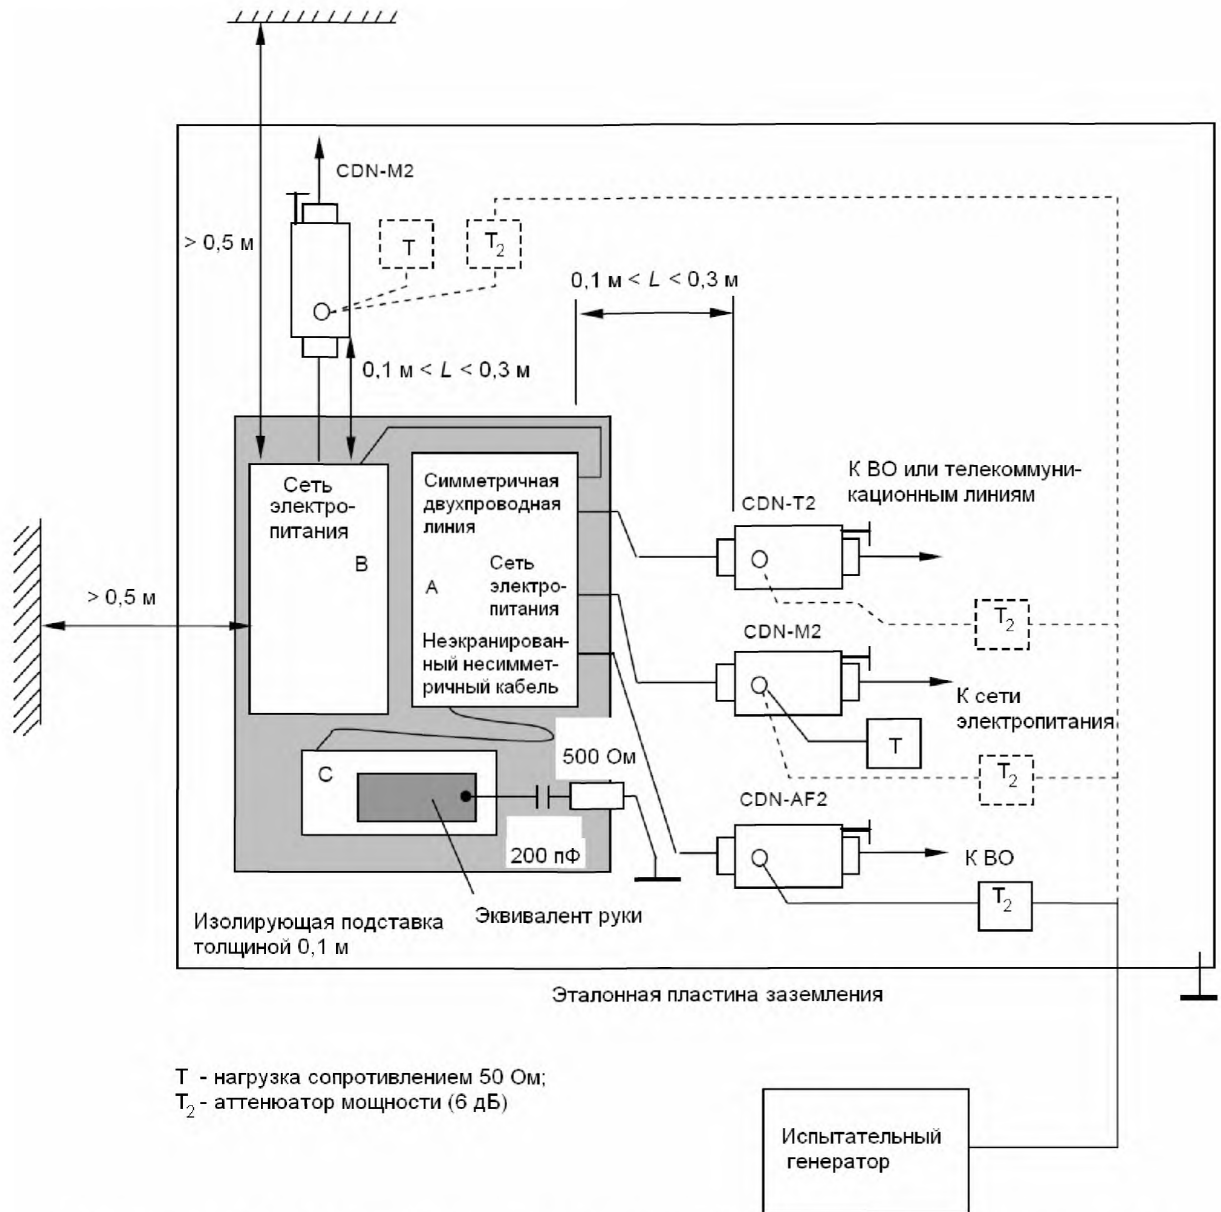 CDN-M2
> 0,5 м
T
T2
0,1 м < L < 0,3 м
0,1 м < L < 0,3 м
Сеть
электро-
питания
B
Симметричная
двухпроводная
линия
A
Сеть
электро-
питания
Неэкранирован-
ный несиммет-
ричный кабель
К ВО или телекоммуни-
кационным линиям
CDN-T2
T2
> 0,5 м
CDN-M2
К сети
электропитания
T
T2
500 Ом
C
200 пФ
CDN-AF2
К ВО
T2
Эквивалент руки
Изолирующая подставка
толщиной 0,1 м
Эталонная пластина заземления
T - нагрузка сопротивлением 50 Ом;
T2 - аттенюатор мощности (6 дБ)
Испытательный
генератор